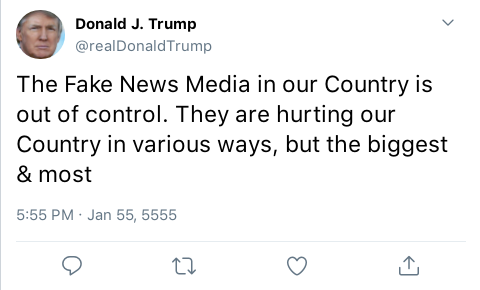 Donald J. Trump
@realDonaldTrump
The Fake News Media in our Country is
out of control. They are hurting our
Country in various ways, but the biggest
& most
5:55 PM · Jan 55, 5555